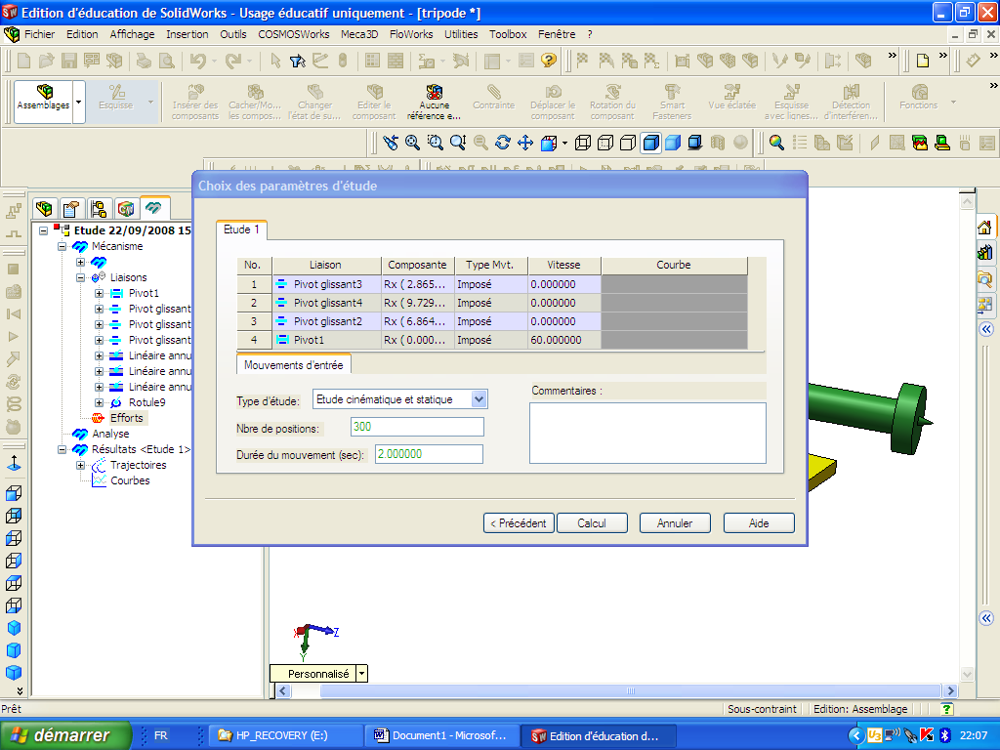 Edition d'éducation de SolidWorks - Usage éducatif uniquement - [tripode *]
Fichier Edition Affichage Insertion Outils COSMOSWorks Meca3D FloWorks Utilities Toolbox Fenêtre ?
Assemblages Esquisse Insérer des composants Cacher/Mo... les compos... Changer l'état de su... Editer le composant Aucune référence e... Contrainte Déplacer le composant Rotation du composant Smart Fasteners Vue éclatée Esquisse avec lignes... Détection d'interféren... Fonctions
Choix des paramètres d'étude
Etude 1
No. Liaison Composante Type Mvt. Vitesse Courbe
1 Pivot glissant3 Rx ( 2.865... Imposé 0.000000
2 Pivot glissant4 Rx ( 9.729... Imposé 0.000000
3 Pivot glissant2 Rx ( 6.864... Imposé 0.000000
4 Pivot1 Rx ( 0.000... Imposé 60.000000
Mouvements d'entrée
Type d'étude: Etude cinématique et statique
Nbre de positions: 300
Durée du mouvement (sec): 2.000000
Commentaires :
< Précédent Calcul Annuler Aide
Etude 22/09/2008 15
Mécanisme
Liaisons
Pivot1
Pivot glissant
Pivot glissant
Pivot glissant
Linéaire annu
Linéaire annu
Linéaire annu
Rotule9
Efforts
Analyse
Résultats <Etude 1>
Trajectoires
Courbes
X Z
Y
Personnalisé
Prêt Sous-contraint Edition: Assemblage
démarrer FR HP_RECOVERY (E:) Document1 - Microsof... Edition d'éducation d... 22:07